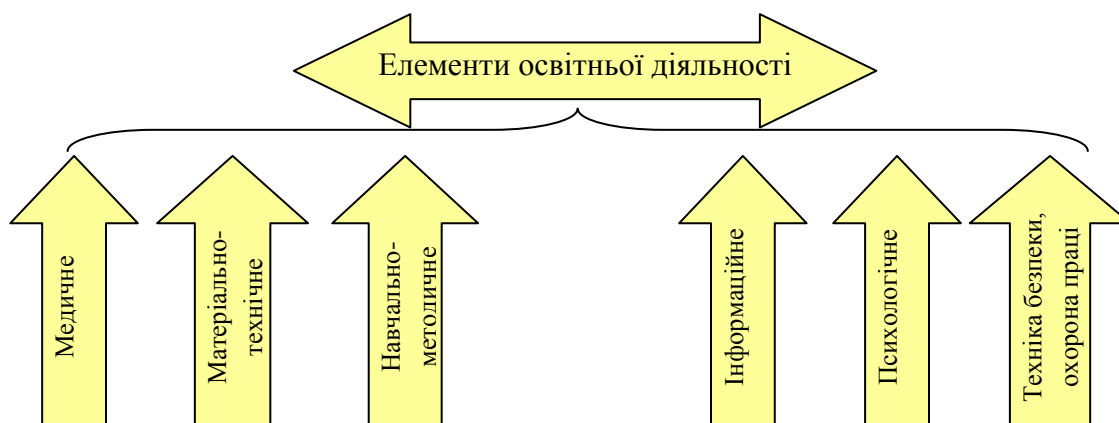 Елементи освітньої діяльності
Медичне
Матеріально-
технічне
Навчально-
методичне
Інформаційне
Психологічне
Техніка безпеки,
охорона праці